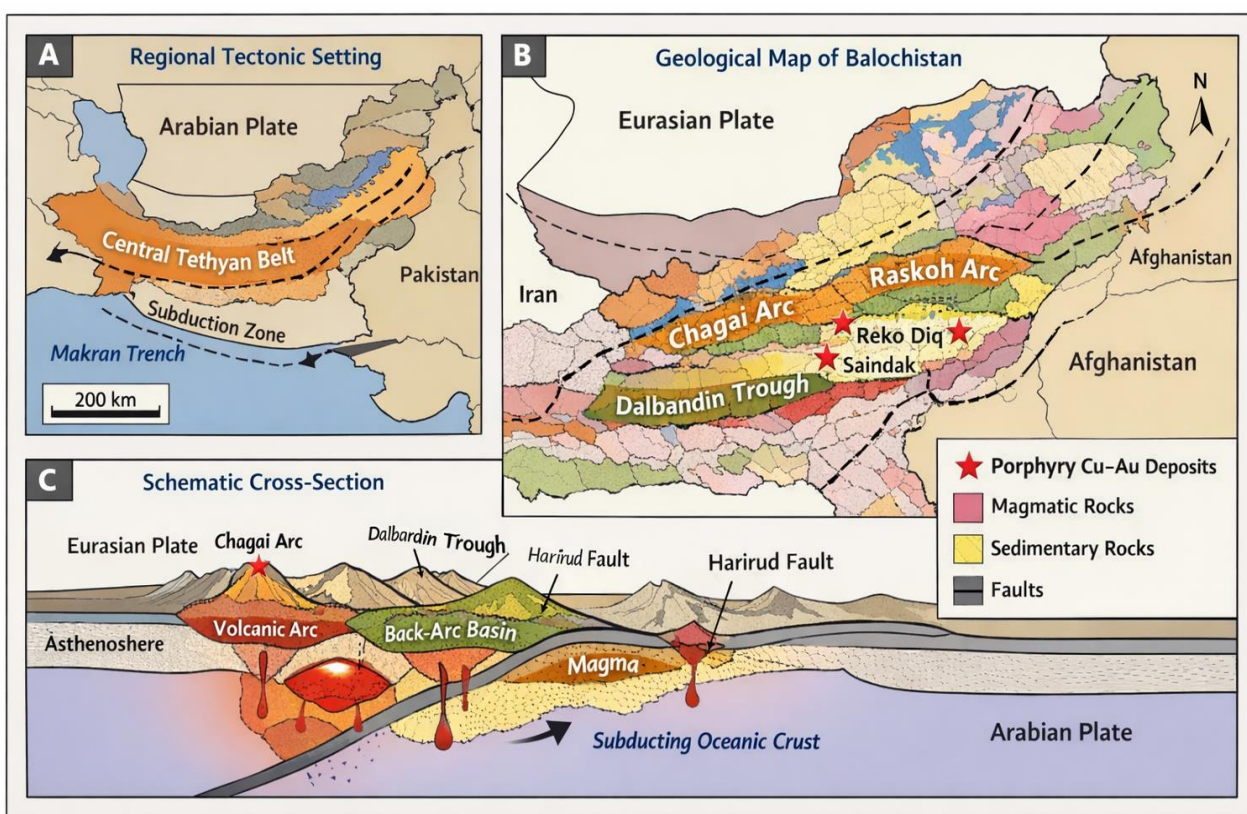 A
Regional Tectonic Setting
Arabian Plate
Central Tethyan Belt
Pakistan
Subduction Zone
Makran Trench
200 km
B
Geological Map of Balochistan
N
Eurasian Plate
Afghanistan
Iran
Raskoh Arc
Chagai Arc
Reko Diq
Saindak
Afghanistan
Dalbandin Trough
Porphyry Cu-Au Deposits
Magmatic Rocks
Sedimentary Rocks
Faults
C
Schematic Cross-Section
Eurasian Plate
Chagai Arc
Dalbardin Trough
Harirud Fault
Harirud Fault
Volcanic Arc
Back-Arc Basin
Asthenoshere
Magma
Subducting Oceanic Crust
Arabian Plate